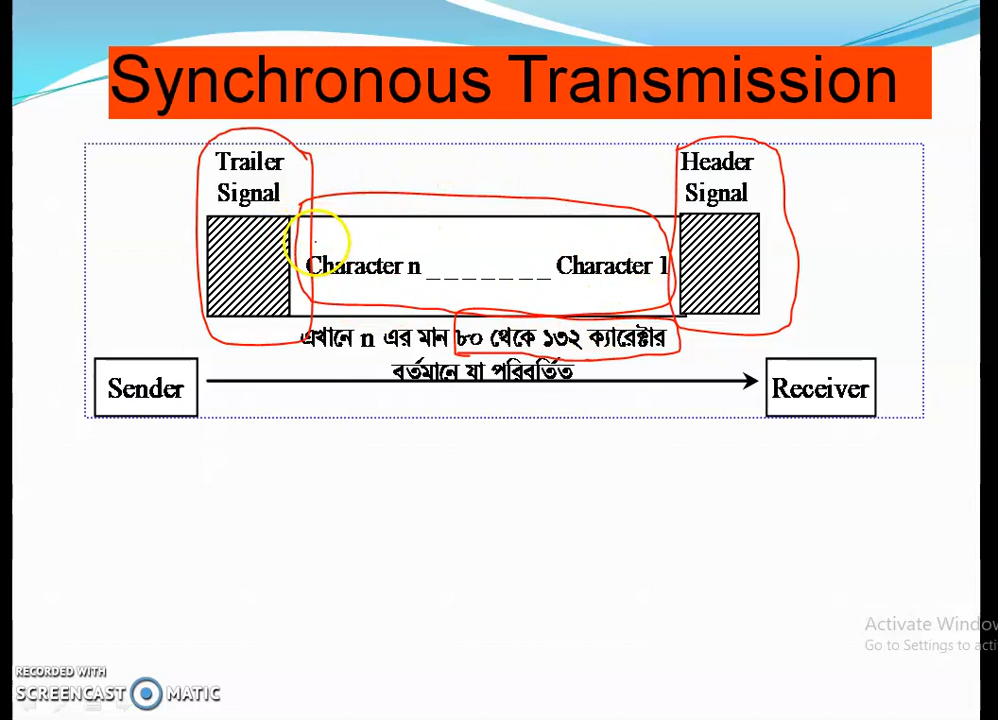 Synchronous Transmission
Trailer
Signal
Header
Signal
Character n _ _ _ _ _ _ _ Character 1
এখানে n এর মান ৮০ থেকে ১৩২ ক্যারেক্টার
বর্তমানে যা পরিবর্তিত
Sender
Receiver
Activate Window
Go to Settings to acti
RECORDED WITH
SCREENCAST MATIC